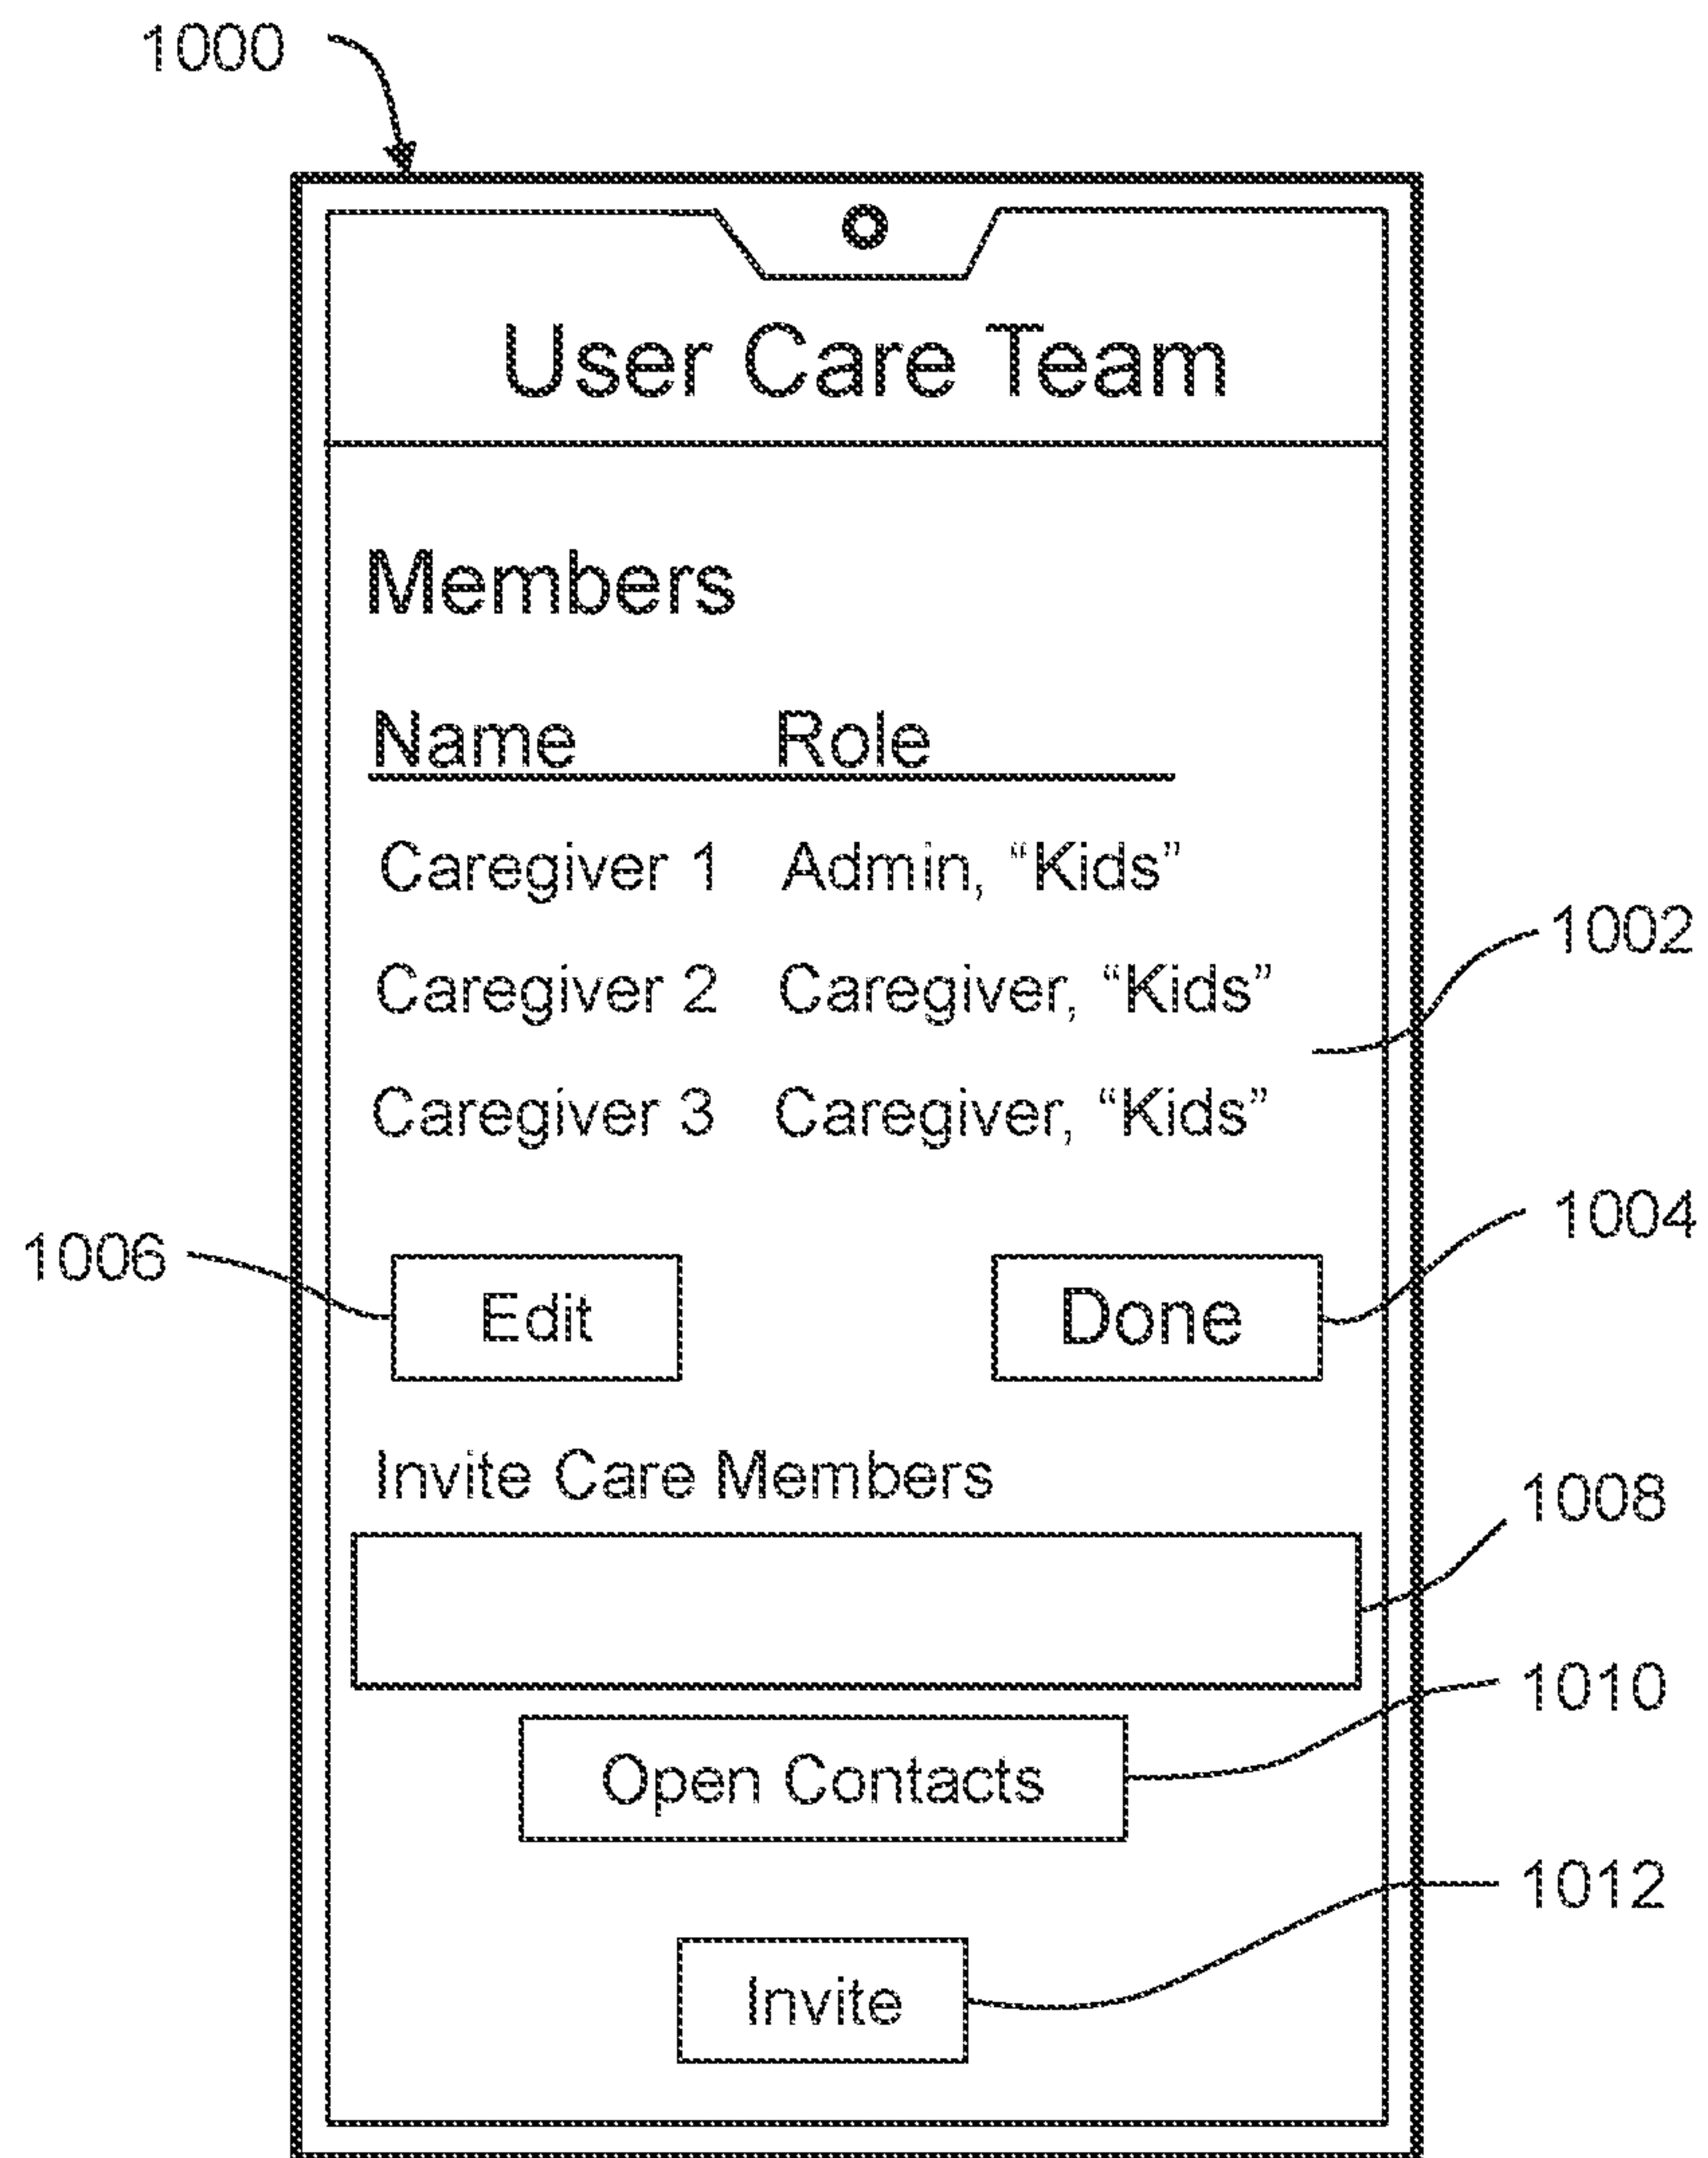 1000
User Care Team
Members
Name Role
Caregiver 1 Admin, “Kids”
1002
Caregiver 2 Caregiver, “Kids”
Caregiver 3 Caregiver, “Kids”
1004
1006
Edit Done
Invite Care Members
1008
1010
Open Contacts
1012
Invite